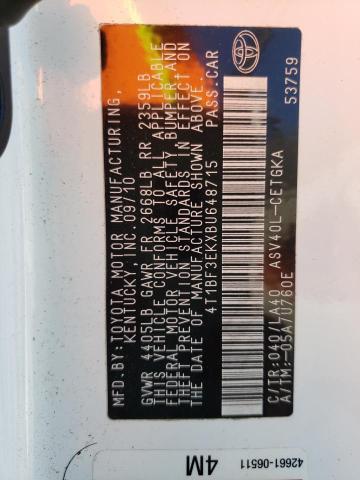 MFD.BY:TOYOTA MOTOR MANUFACTURING,
KENTUCKY, INC.09/10
GVWR 4405LB GAWR FR 2668LB RR 2359LB
THIS VEHICLE CONFORMS TO ALL APPLICABLE
FEDERAL MOTOR VEHICLE SAFETY,BUMPER,AND
THEFT PREVENTION STANDARDS IN EFFECT ON
THE DATE OF MANUFACTURE SHOWN ABOVE.
4T1BF3EKXBU648715 PASS.CAR
C/TR:040/LA40 ASV40L-CETGKA
A/TM:-05A/U760E 53759
42661-06511
4M